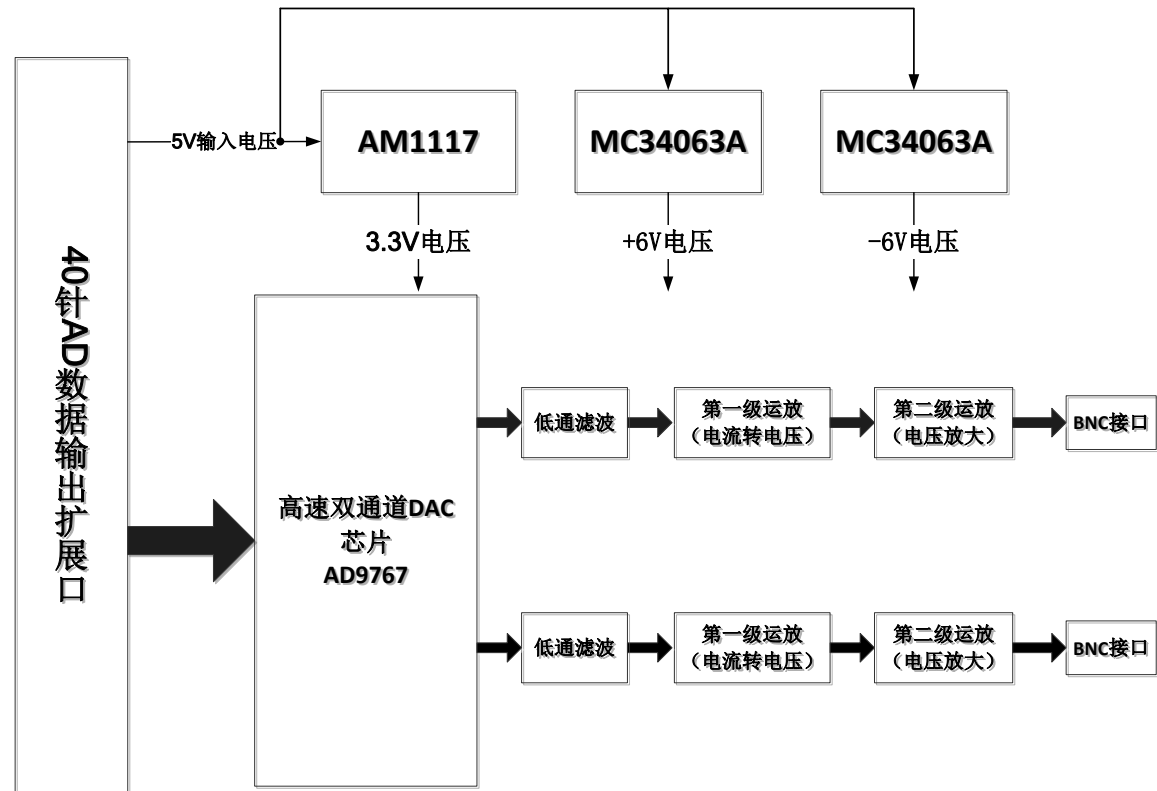 5V输入电压
AM1117
MC34063A
MC34063A
3.3V电压
+6V电压
-6V电压
40针AD数据输出扩展口
高速双通道DAC
芯片
AD9767
低通滤波
第一级运放
(电流转电压)
第二级运放
(电压放大)
BNC接口
低通滤波
第一级运放
(电流转电压)
第二级运放
(电压放大)
BNC接口